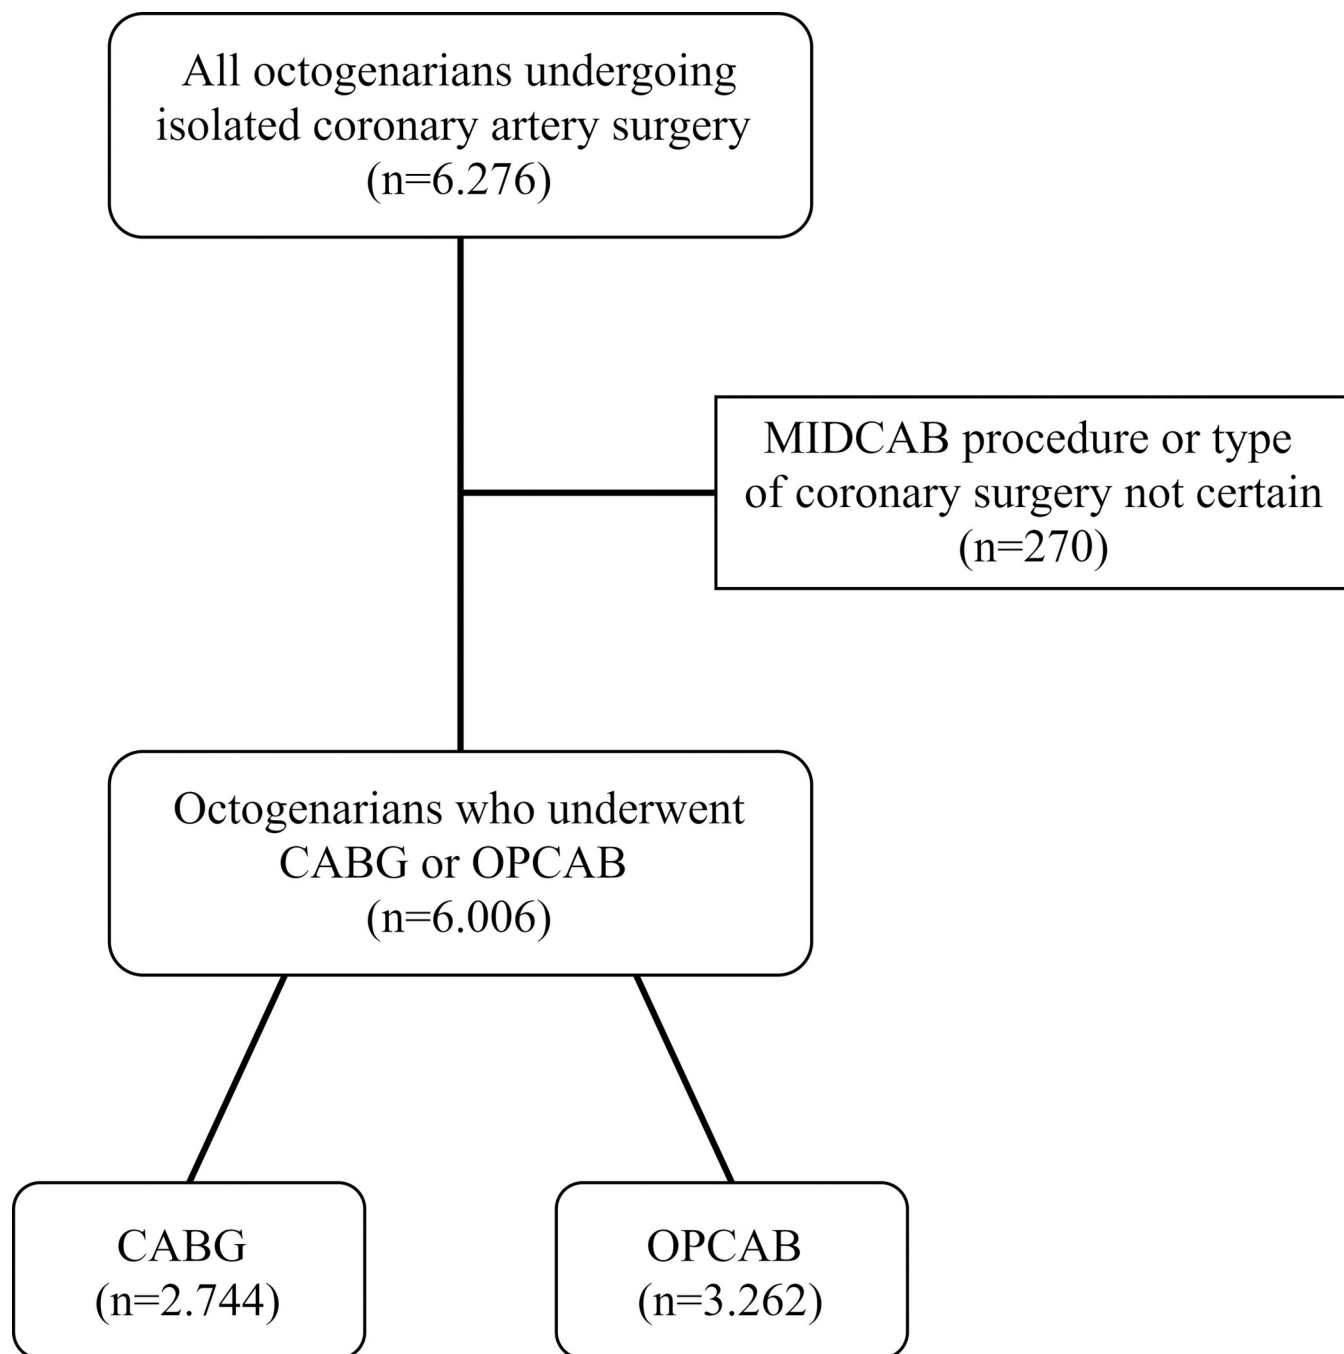 All octogenarians undergoing
isolated coronary artery surgery
(n=6.276)
MIDCAB procedure or type
of coronary surgery not certain
(n=270)
Octogenarians who underwent
CABG or OPCAB
(n=6.006)
CABG
(n=2.744)
OPCAB
(n=3.262)